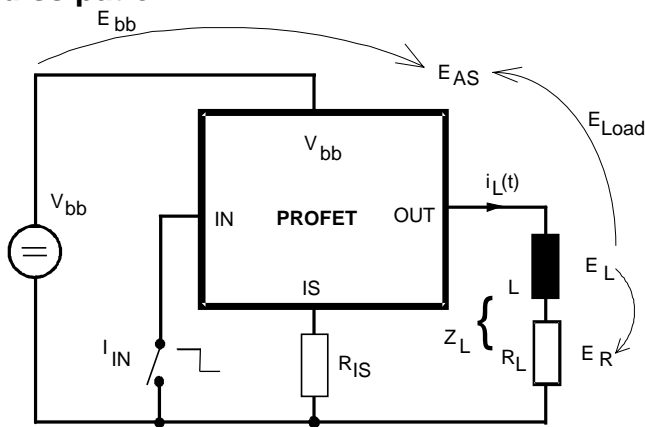 E bb
E AS
E Load
V bb
V bb
i L(t)
IN PROFET OUT
IS
L
E L
Z L {
R L
E R
I IN
R IS